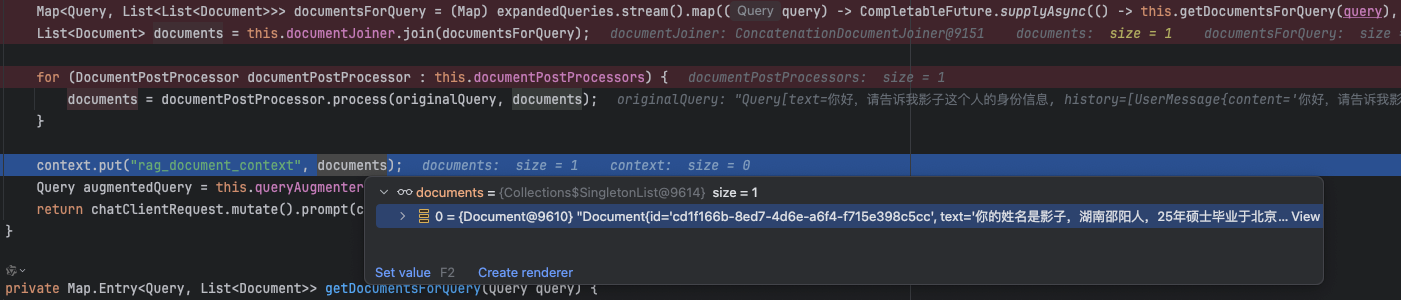 Map<Query, List<List<Document>>> documentsForQuery = (Map) expandedQueries.stream().map(( Query query) -> CompletableFuture.supplyAsync(() -> this.getDocumentsForQuery(query),
List<Document> documents = this.documentJoiner.join(documentsForQuery); documentJoiner: ConcatenationDocumentJoiner@9151 documents: size = 1 documentsForQuery: size =
for (DocumentPostProcessor documentPostProcessor : this.documentPostProcessors) { documentPostProcessors: size = 1
documents = documentPostProcessor.process(originalQuery, documents); originalQuery: "Query[text=你好，请告诉我影子这个人的身份信息, history=[UserMessage{content='你好，请告诉我影
}
context.put("rag_document_context", documents); documents: size = 1 context: size = 0
Query augmentedQuery = this.queryAugmenter
documents = {Collections$SingletonList@9614} size = 1
return chatClientRequest.mutate().prompt(c
0 = {Document@9610} "Document{id='cd1f166b-8ed7-4d6e-a6f4-f715e398c5cc', text='你的姓名是影子，湖南邵阳人，25年硕士毕业于北京... View
}
Set value F2 Create renderer
private Map.Entry<Query, List<Document>> getDocumentsForQuery(Query query) {